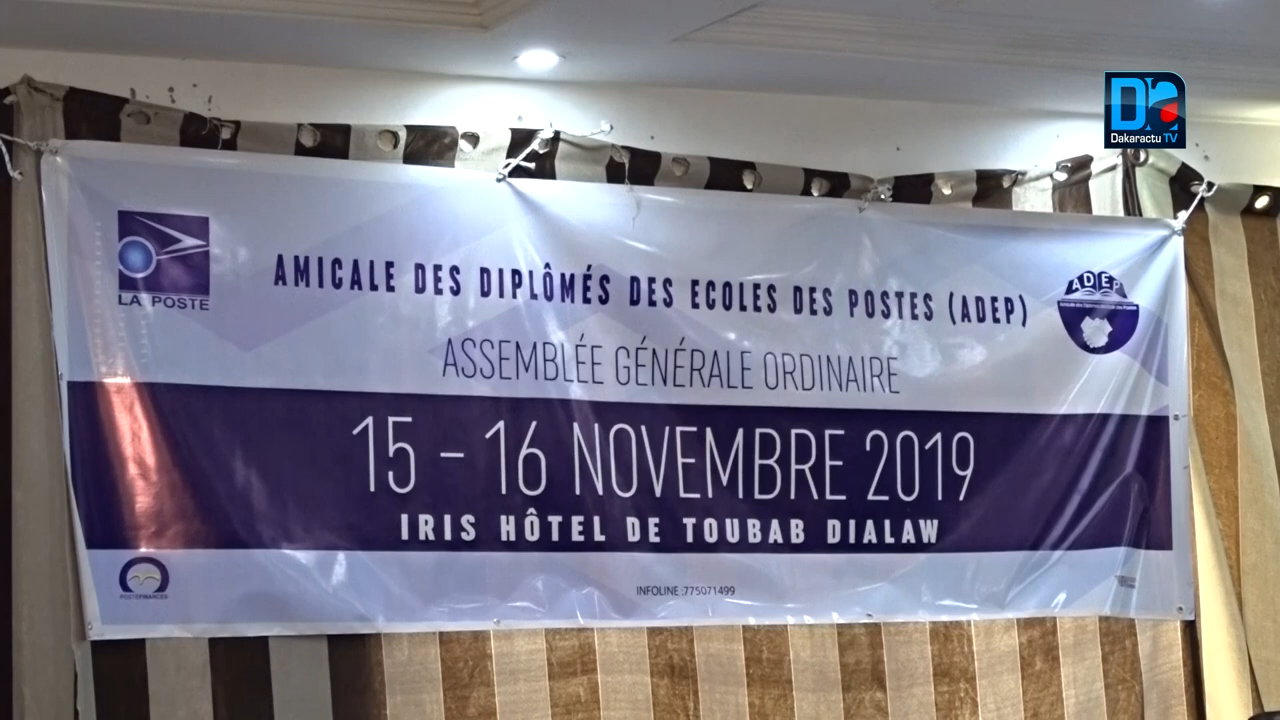 Dakaractu TV
LA POSTE
AMICALE DES DIPLÔMÉS DES ECOLES DES POSTES (ADEP)
ADEP
ASSEMBLÉE GÉNÉRALE ORDINAIRE
15 - 16 NOVEMBRE 2019
IRIS HÔTEL DE TOUBAB DIALAW
POSTEFINANCES
INFOLINE :775071499